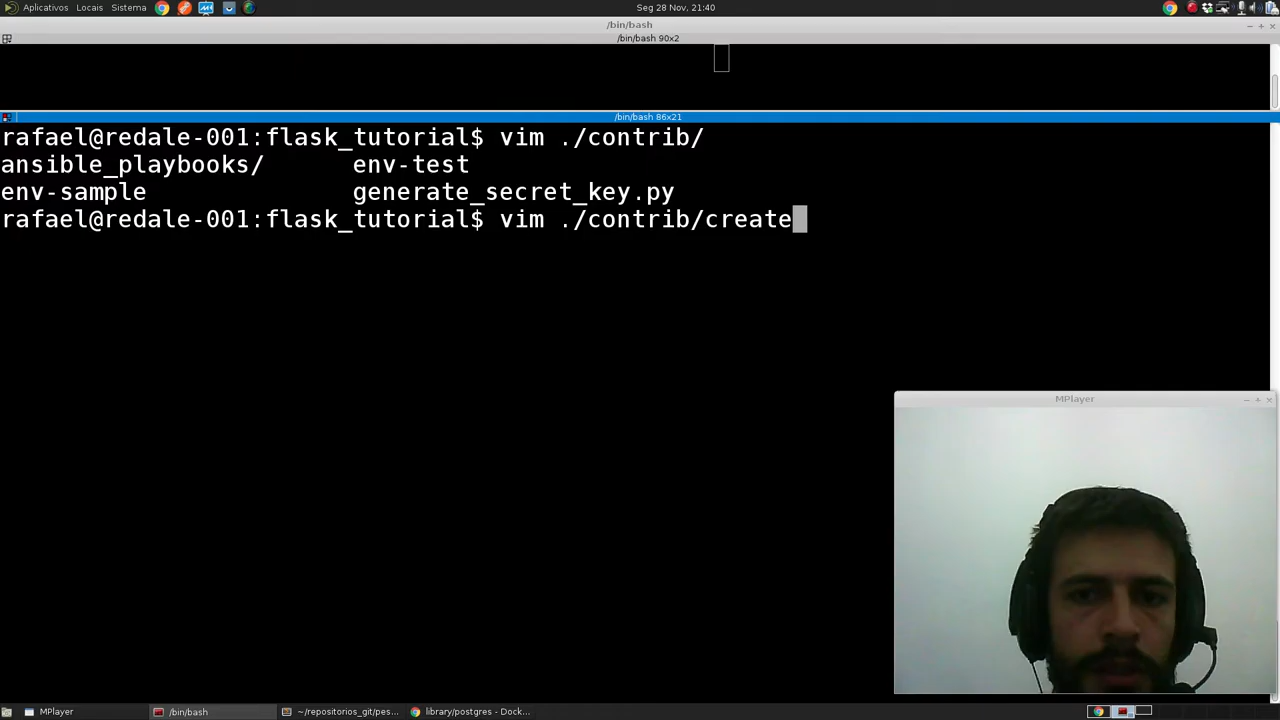 Aplicativos Locais Sistema Seg 28 Nov, 21:40
/bin/bash
/bin/bash 90x2
/bin/bash 86x21
rafael@redale-001:flask_tutorial$ vim ./contrib/
ansible_playbooks/ env-test
env-sample generate_secret_key.py
rafael@redale-001:flask_tutorial$ vim ./contrib/create
MPlayer
MPlayer /bin/bash ~/repositorios_git/pes... library/postgres - Dock...